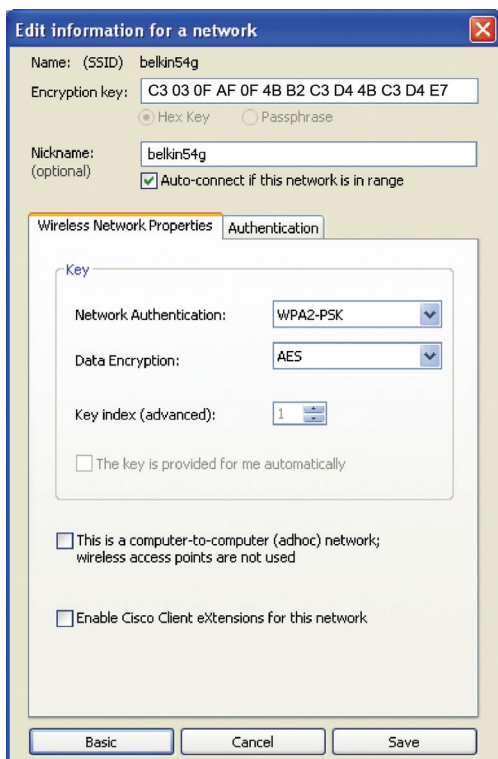 Edit information for a network
Name: (SSID) belkin54g
Encryption key: C3 03 0F AF 0F 4B B2 C3 D4 4B C3 D4 E7
Hex Key Passphrase
Nickname: belkin54g
(optional)
Auto-connect if this network is in range
Wireless Network Properties Authentication
Key
Network Authentication: WPA2-PSK
Data Encryption: AES
Key index (advanced): 1
The key is provided for me automatically
This is a computer-to-computer (adhoc) network;
wireless access points are not used
Enable Cisco Client eXtensions for this network
Basic Cancel Save